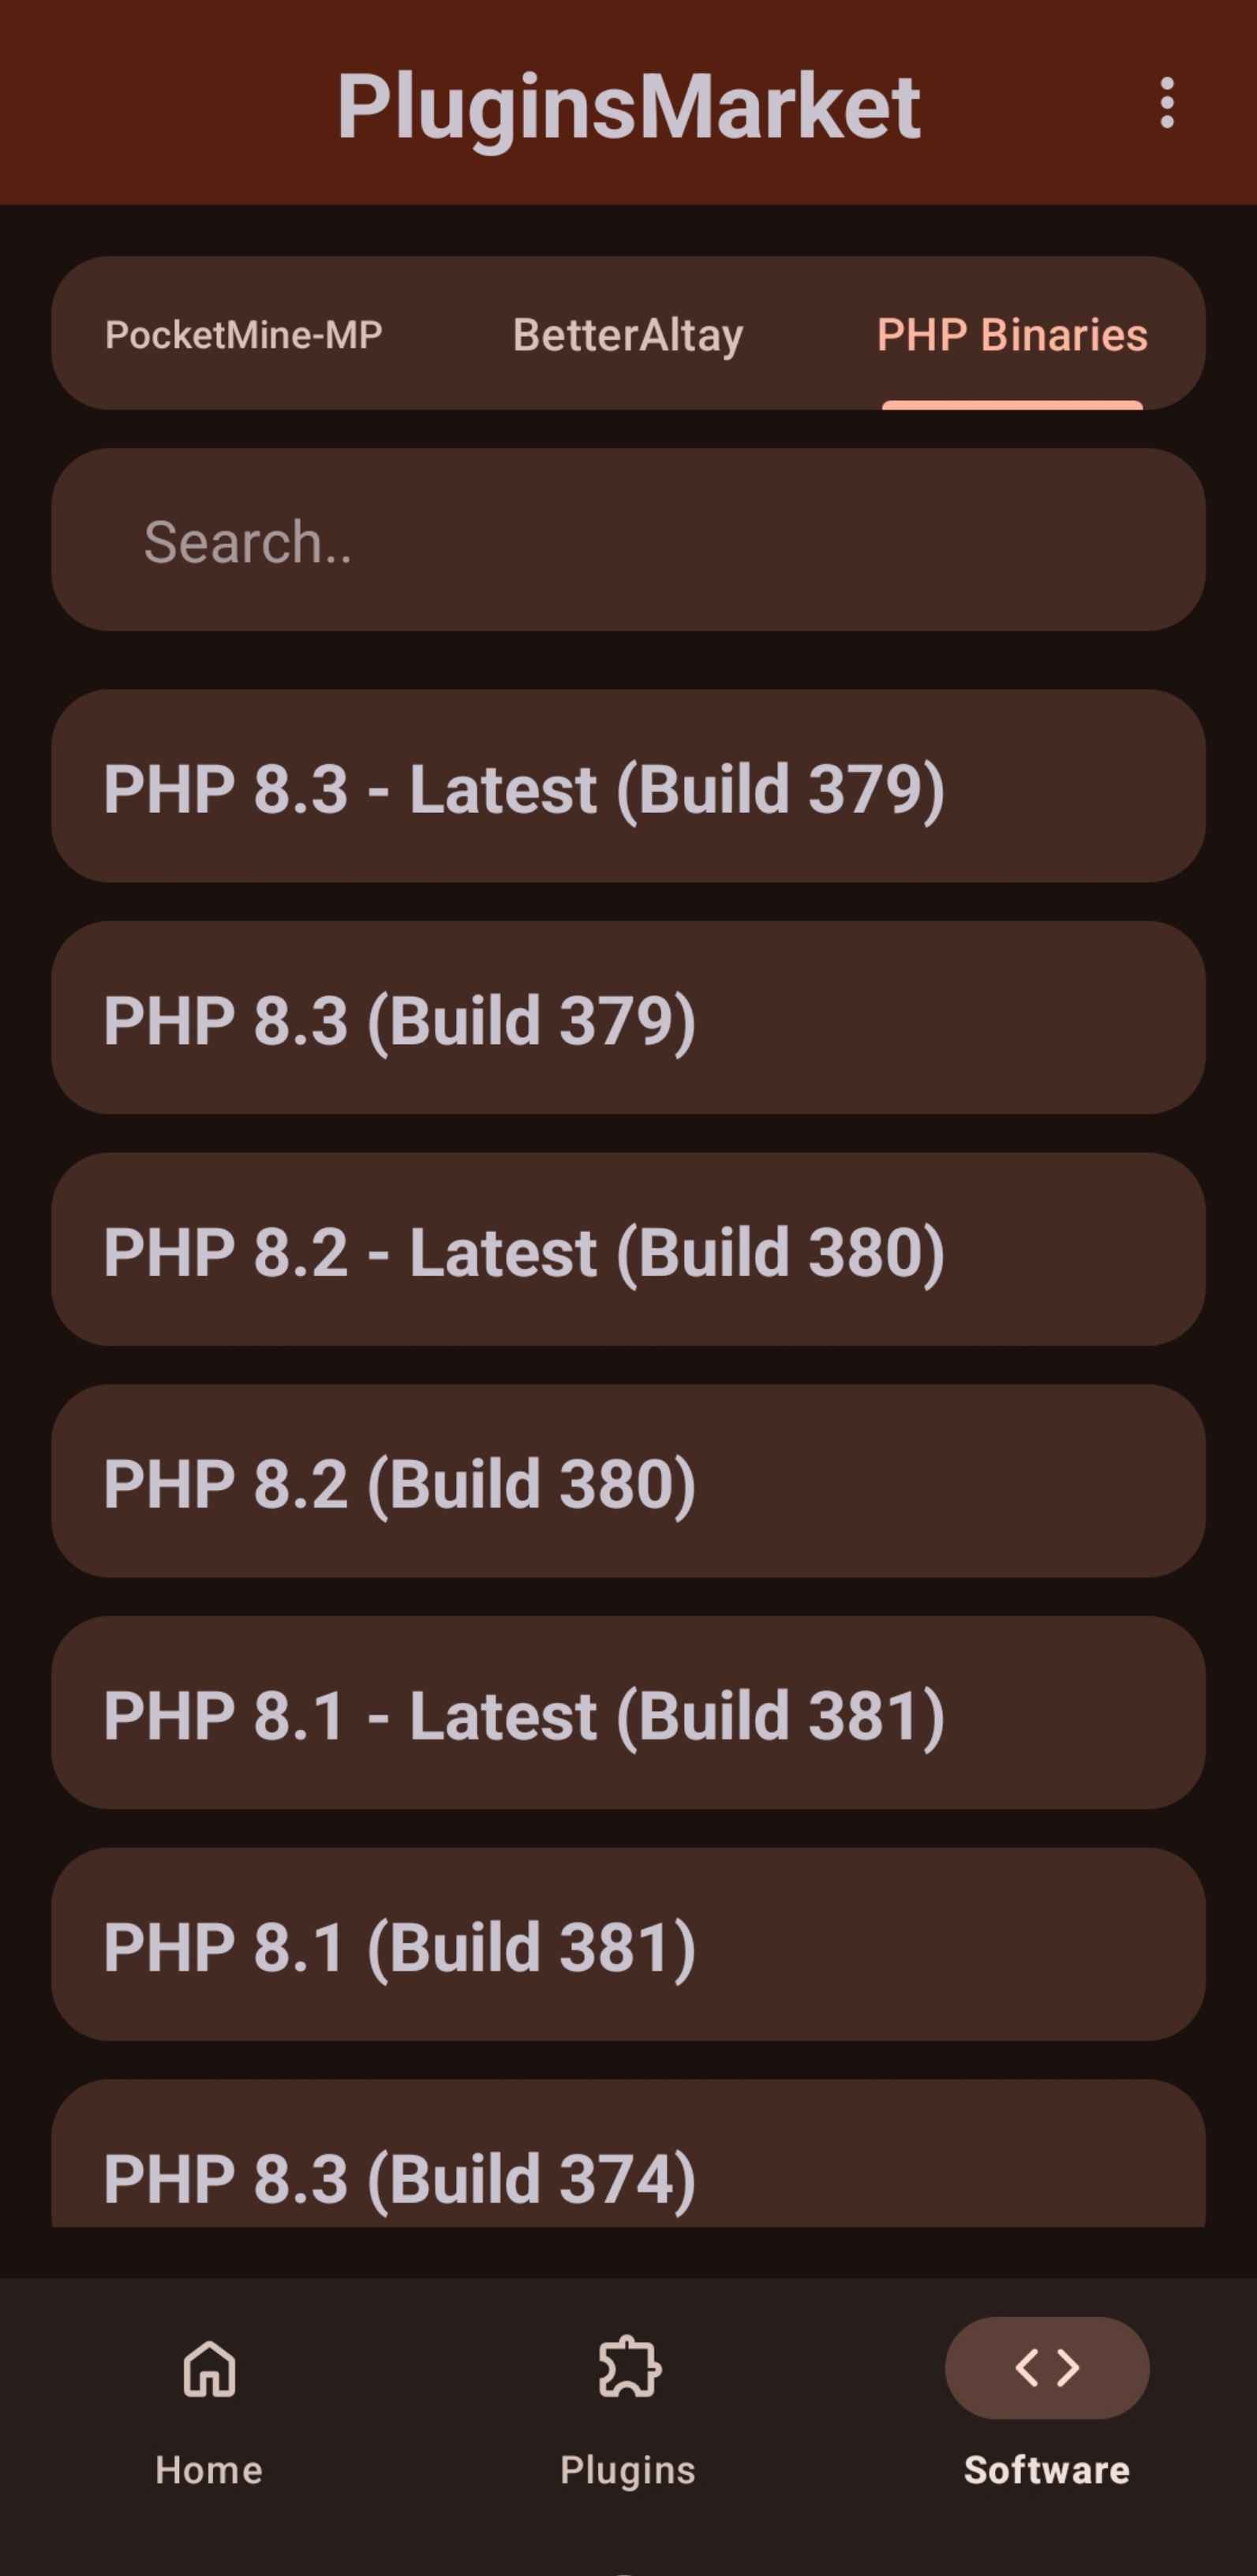 PluginsMarket
PocketMine-MP BetterAltay PHP Binaries
Search..
PHP 8.3 - Latest (Build 379)
PHP 8.3 (Build 379)
PHP 8.2 - Latest (Build 380)
PHP 8.2 (Build 380)
PHP 8.1 - Latest (Build 381)
PHP 8.1 (Build 381)
PHP 8.3 (Build 374)
Home Plugins Software